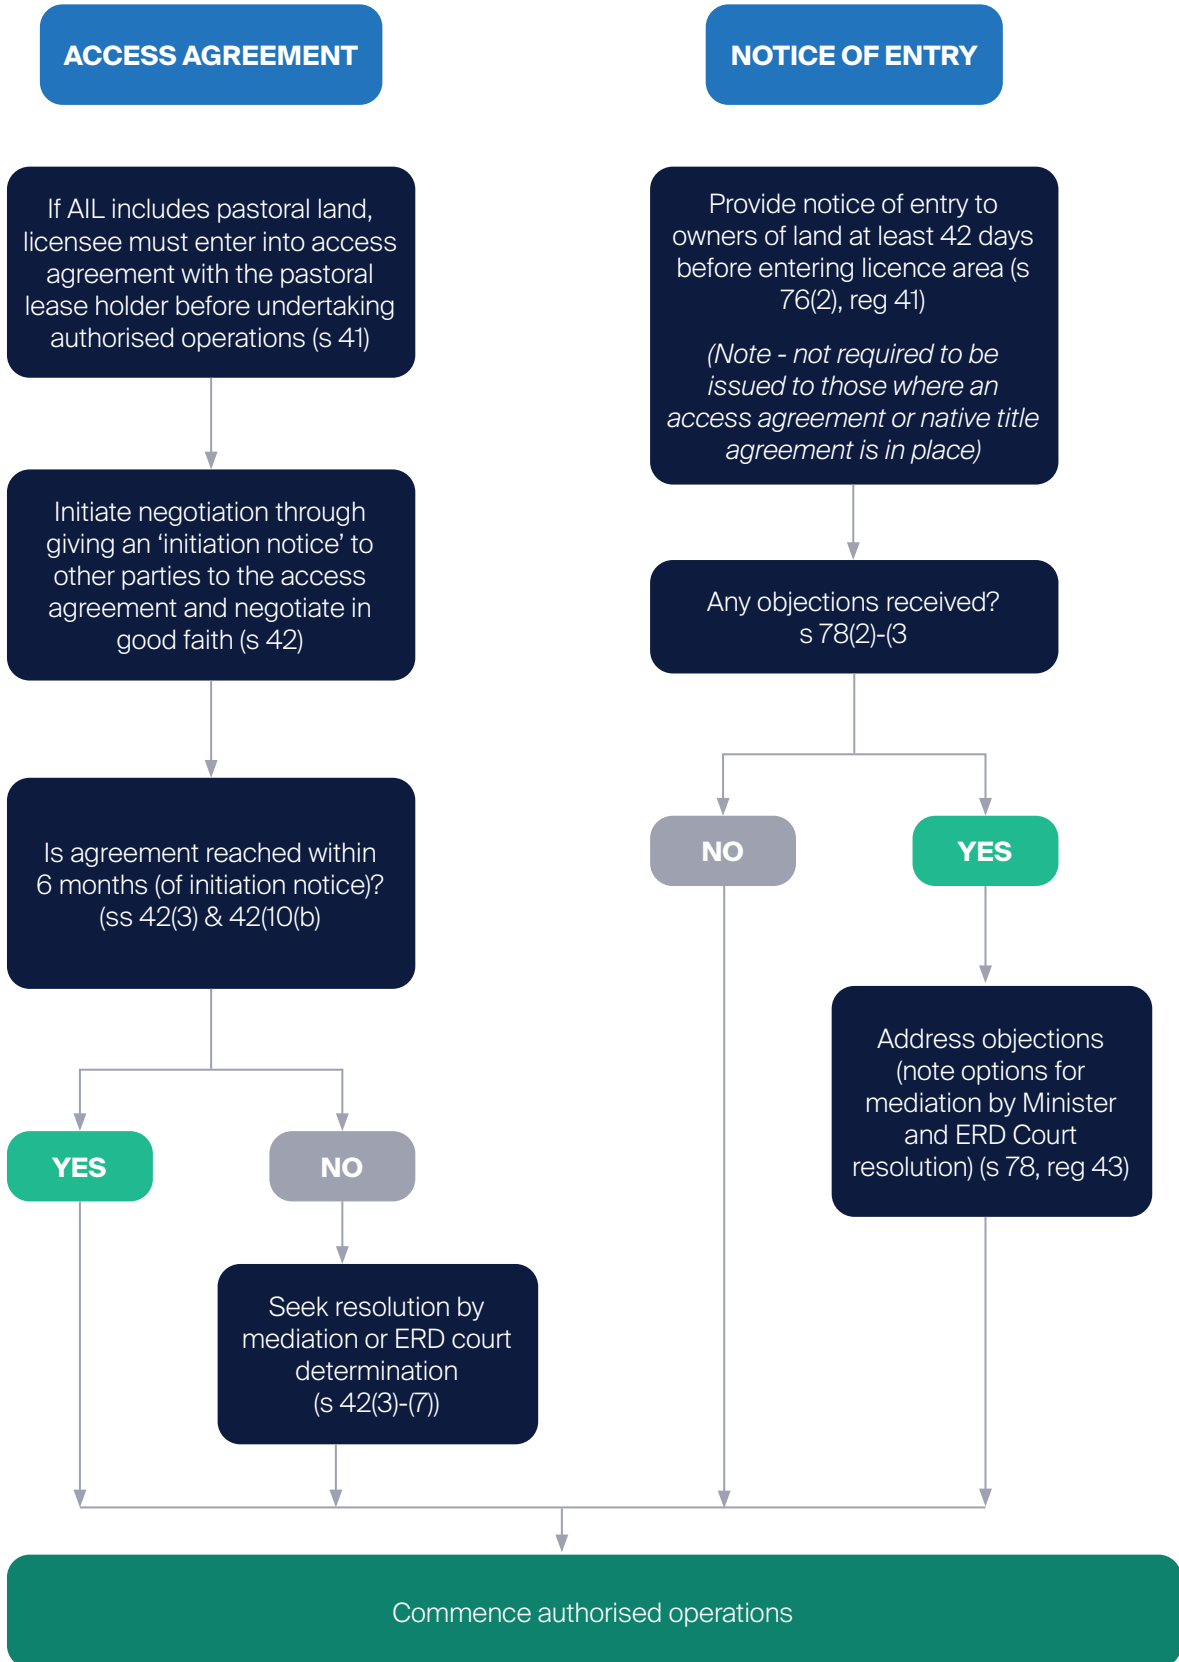 ACCESS AGREEMENT
If AIL includes pastoral land,
licensee must enter into access
agreement with the pastoral
lease holder before undertaking
authorised operations (s 41)
Initiate negotiation through
giving an ‘initiation notice’ to
other parties to the access
agreement and negotiate in
good faith (s 42)
Is agreement reached within
6 months (of initiation notice)?
(ss 42(3) & 42(10(b)
YES
NO
Seek resolution by
mediation or ERD court
determination
(s 42(3)-(7))
NOTICE OF ENTRY
Provide notice of entry to
owners of land at least 42 days
before entering licence area (s
76(2), reg 41)
(Note - not required to be
issued to those where an
access agreement or native title
agreement is in place)
Any objections received?
s 78(2)-(3
NO
YES
Address objections
(note options for
mediation by Minister
and ERD Court
resolution) (s 78, reg 43)
Commence authorised operations